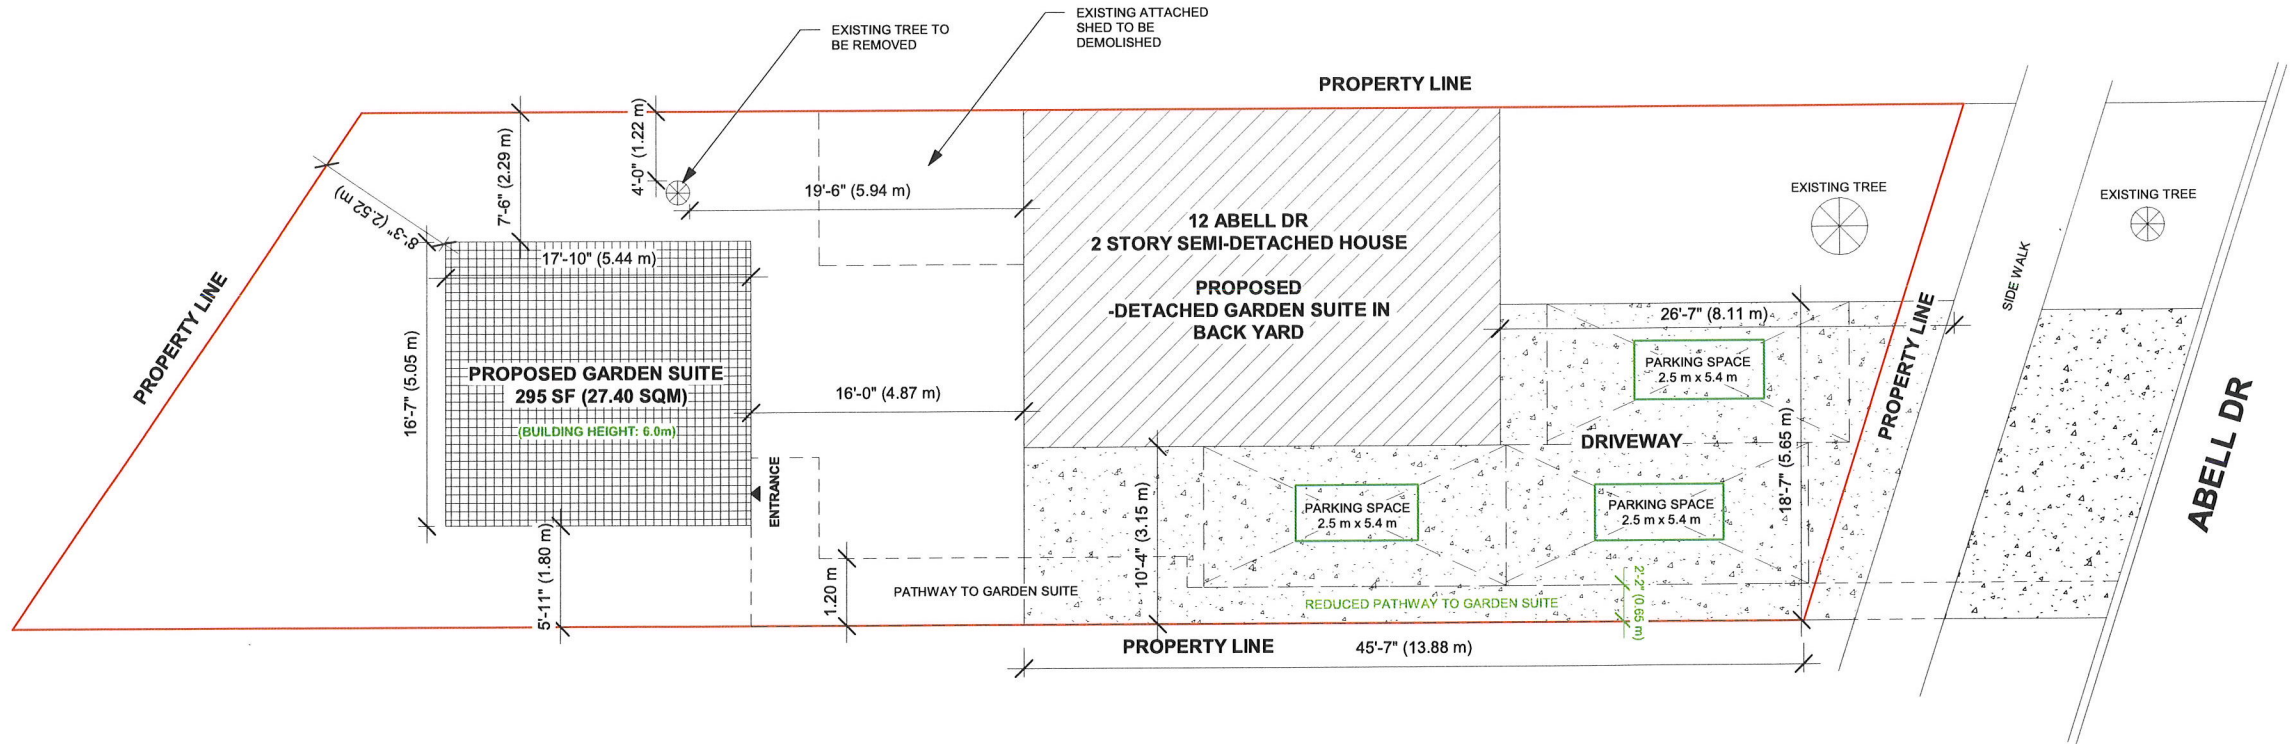 EXISTING TREE TO
BE REMOVED
EXISTING ATTACHED
SHED TO BE
DEMOLISHED
PROPERTY LINE
4'-0" (1.22 m)
7'-6" (2.29 m)
8'-3" (2.52 m)
19'-6" (5.94 m)
EXISTING TREE
EXISTING TREE
12 ABELL DR
2 STORY SEMI-DETACHED HOUSE
PROPOSED
-DETACHED GARDEN SUITE IN
BACK YARD
SIDE WALK
17'-10" (5.44 m)
PROPERTY LINE
16'-7" (5.05 m)
PROPOSED GARDEN SUITE
295 SF (27.40 SQM)
(BUILDING HEIGHT: 6.0m)
16'-0" (4.87 m)
26'-7" (8.11 m)
PARKING SPACE
2.5 m x 5.4 m
PROPERTY LINE
DRIVEWAY
18'-7" (5.65 m)
ABELL DR
ENTRANCE
PARKING SPACE
2.5 m x 5.4 m
PARKING SPACE
2.5 m x 5.4 m
10'-4" (3.15 m)
5'-11" (1.80 m)
1.20 m
PATHWAY TO GARDEN SUITE
REDUCED PATHWAY TO GARDEN SUITE
2'-2" (0.65 m)
PROPERTY LINE
45'-7" (13.88 m)